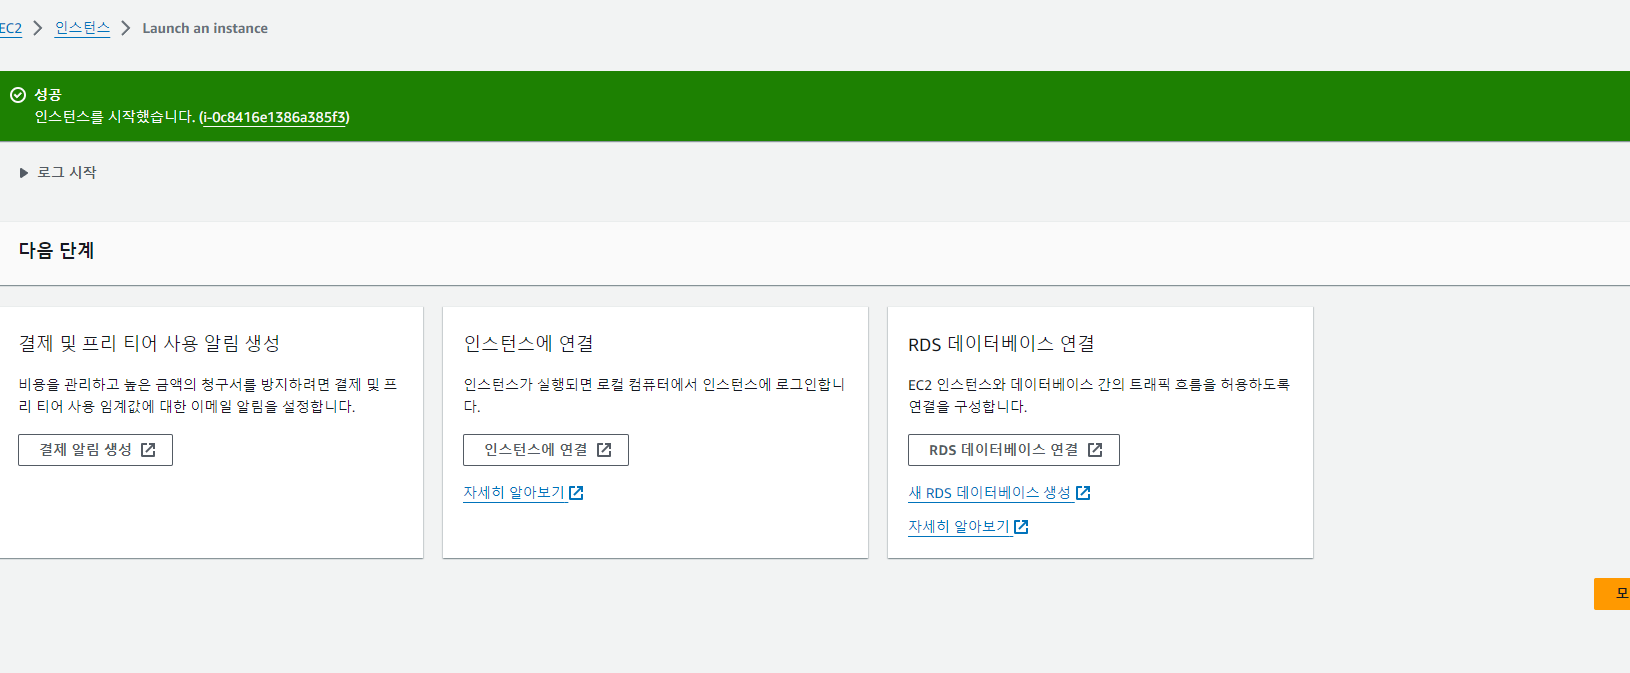 EC2 > 인스턴스 > Launch an instance
성공
인스턴스를 시작했습니다. (i-0c8416e1386a385f3)
로그 시작
다음 단계
결제 및 프리 티어 사용 알림 생성
비용을 관리하고 높은 금액의 청구서를 방지하려면 결제 및 프
리 티어 사용 임계값에 대한 이메일 알림을 설정합니다.
결제 알림 생성
인스턴스에 연결
인스턴스가 실행되면 로컬 컴퓨터에서 인스턴스에 로그인합니
다.
인스턴스에 연결
자세히 알아보기
RDS 데이터베이스 연결
EC2 인스턴스와 데이터베이스 간의 트래픽 흐름을 허용하도록
연결을 구성합니다.
RDS 데이터베이스 연결
새 RDS 데이터베이스 생성
자세히 알아보기
모